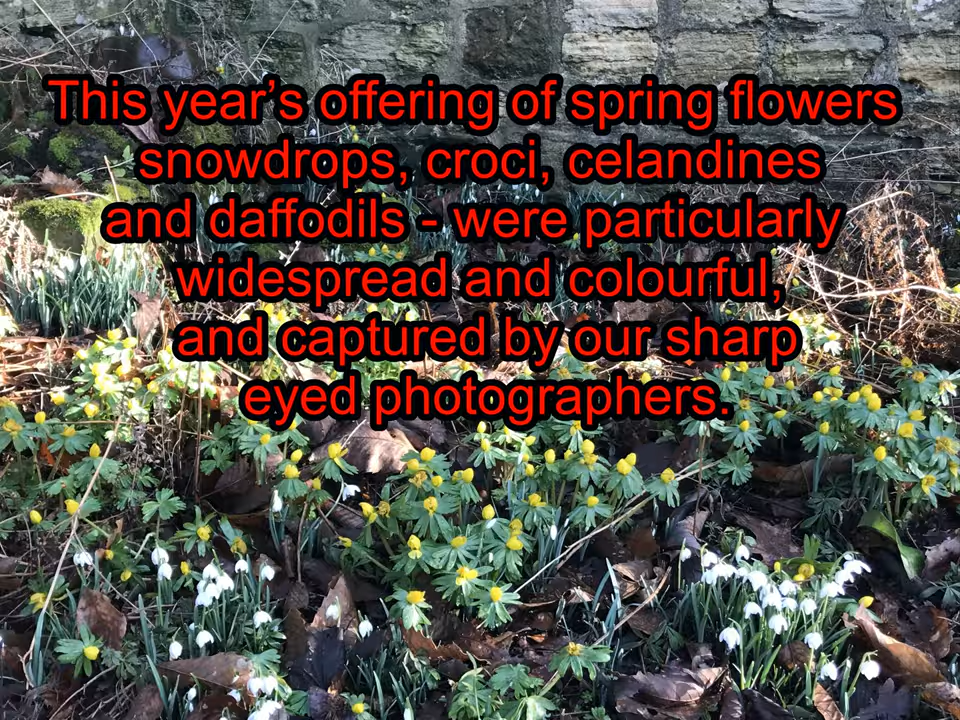 This year’s offering of spring flowers
snowdrops, croci, celandines
and daffodils - were particularly
widespread and colourful,
and captured by our sharp
eyed photographers.